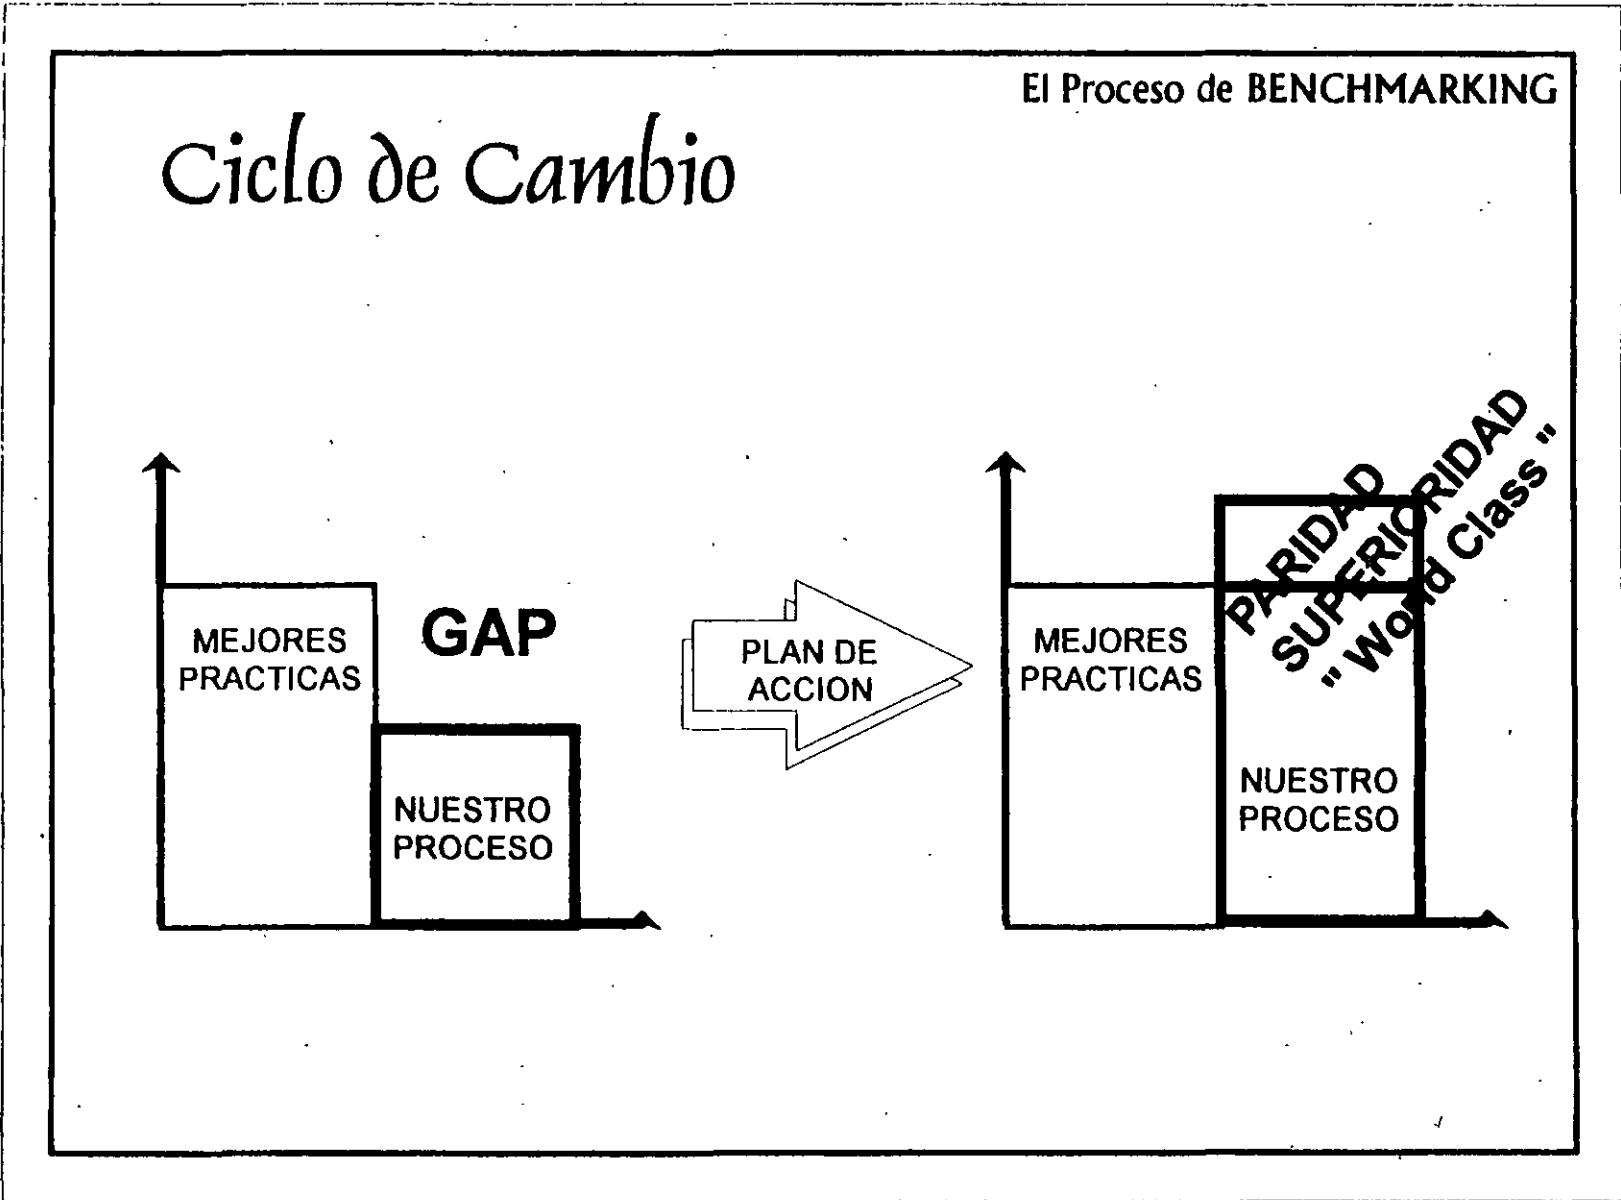 El Proceso de BENCHMARKING
Ciclo de Cambio
MEJORES
PRACTICAS
GAP
NUESTRO
PROCESO
PLAN DE
ACCION
MEJORES
PRACTICAS
PARIDAD
SUPERIORIDAD
" World Class "
NUESTRO
PROCESO